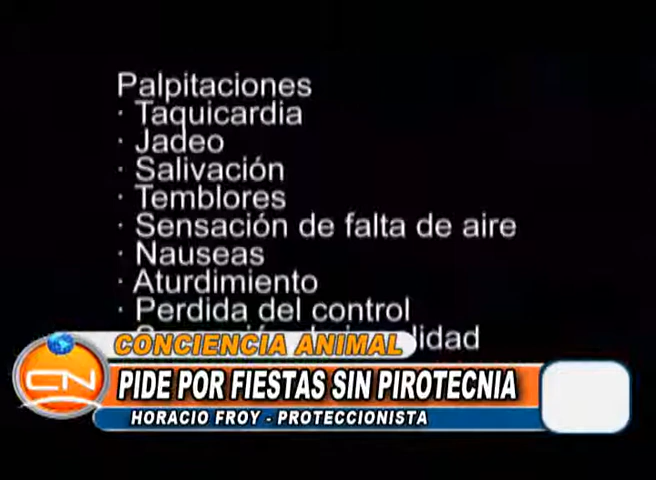 Palpitaciones
· Taquicardia
· Jadeo
· Salivación
· Temblores
· Sensación de falta de aire
· Nauseas
· Aturdimiento
· Perdida del control
CONCIENCIA ANIMAL
CN
PIDE POR FIESTAS SIN PIROTECNIA
HORACIO FROY - PROTECCIONISTA